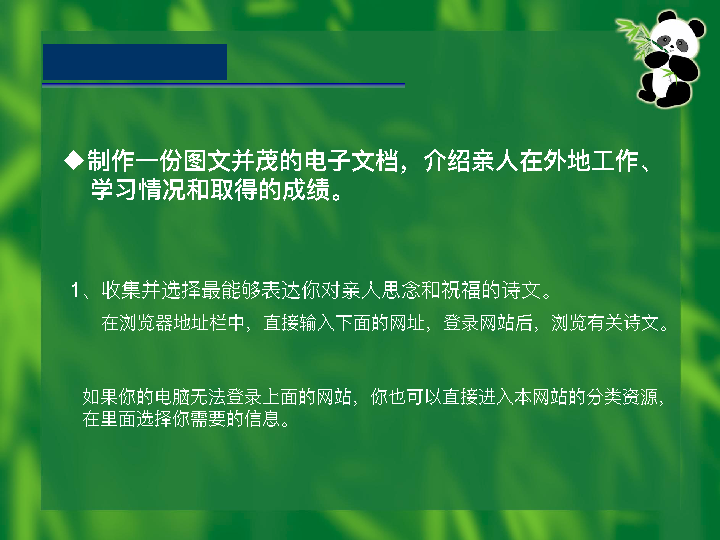 ◆制作一份图文并茂的电子文档，介绍亲人在外地工作、
学习情况和取得的成绩。
1、收集并选择最能够表达你对亲人思念和祝福的诗文。
在浏览器地址栏中，直接输入下面的网址，登录网站后，浏览有关诗文。
如果你的电脑无法登录上面的网站，你也可以直接进入本网站的分类资源，
在里面选择你需要的信息。